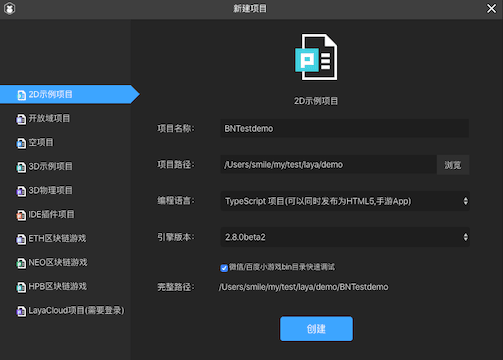 新建项目
2D示例项目
开放域项目
空项目
3D示例项目
3D物理项目
IDE插件项目
ETH区块链游戏
NEO区块链游戏
HPB区块链游戏
LayaCloud项目(需要登录)
P
2D示例项目
项目名称: BNTestdemo
项目路径: /Users/smile/my/test/laya/demo 浏览
编程语言: TypeScript 项目(可以同时发布为HTML5,手游App)
引擎版本: 2.8.0beta2
微信/百度小游戏bin目录快速调试
完整路径: /Users/smile/my/test/laya/demo/BNTestdemo
创建